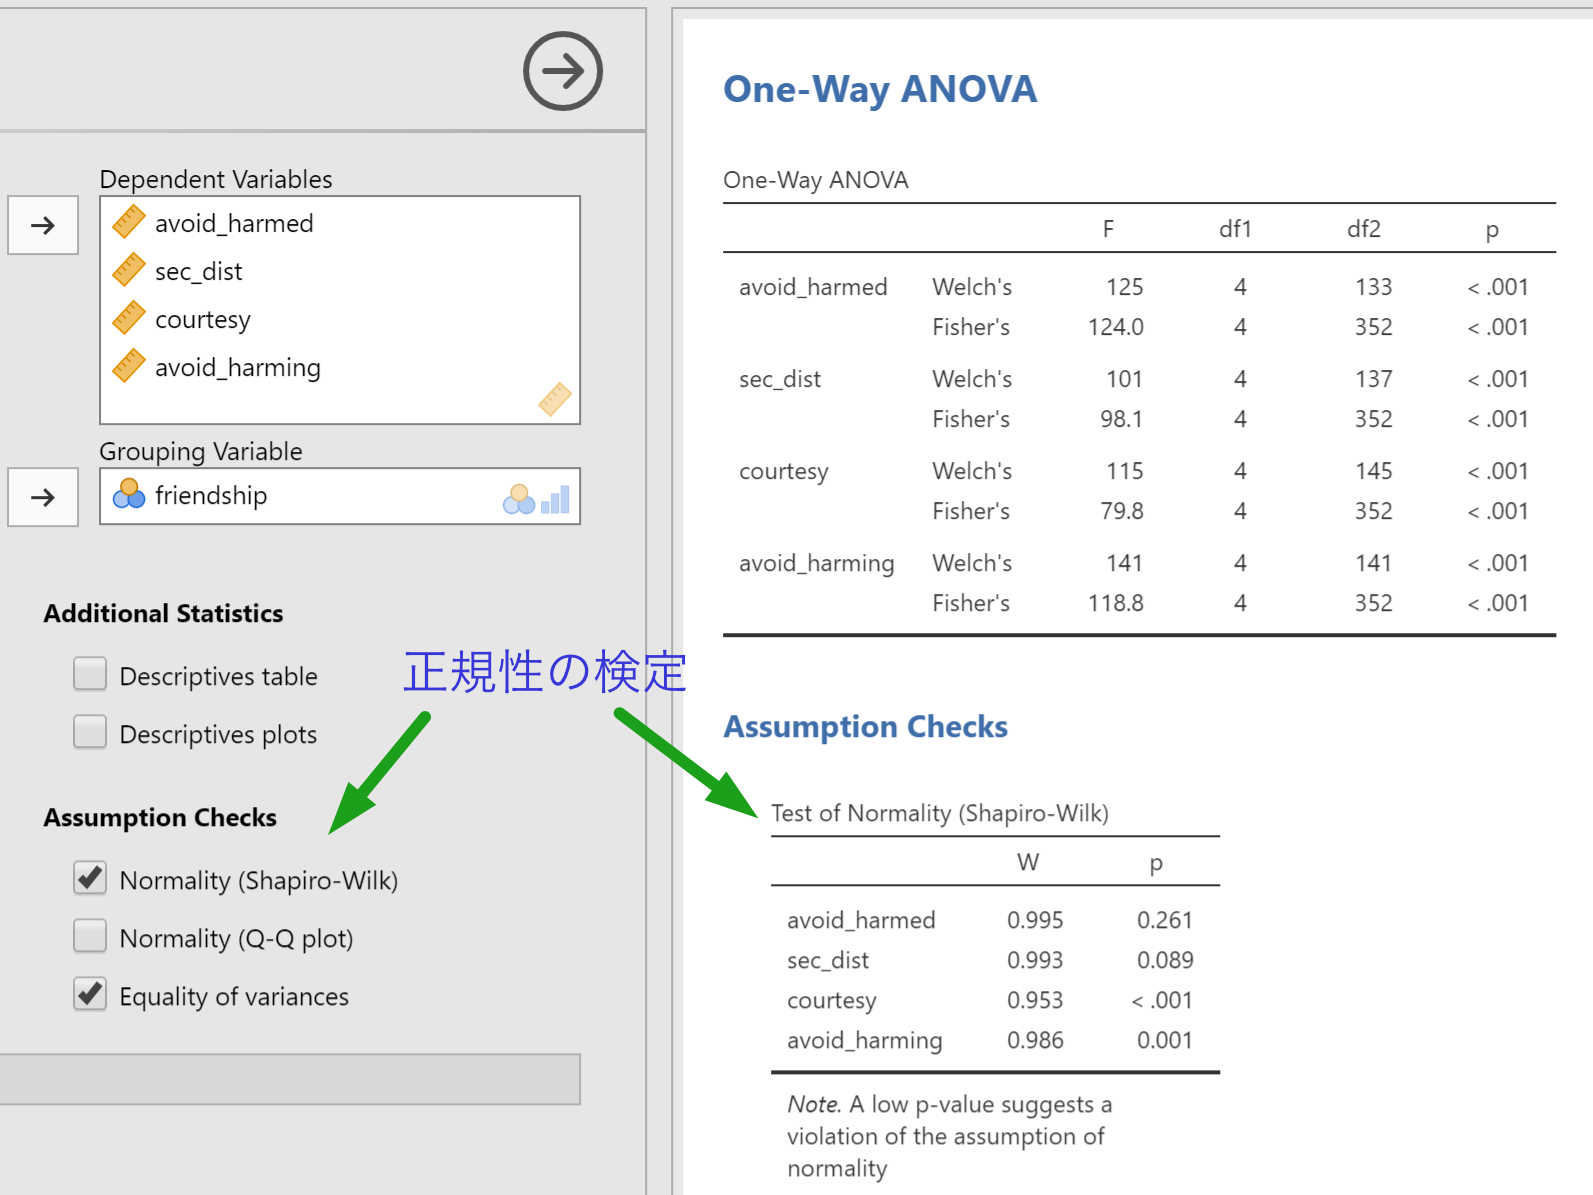 Dependent Variables
avoid_harmed
sec_dist
courtesy
avoid_harming
Grouping Variable
friendship
Additional Statistics
Descriptives table
Descriptives plots
正規性の検定
Assumption Checks
Normality (Shapiro-Wilk)
Normality (Q-Q plot)
Equality of variances
One-Way ANOVA
One-Way ANOVA
F df1 df2 p
avoid_harmed Welch's 125 4 133 < .001
Fisher's 124.0 4 352 < .001
sec_dist Welch's 101 4 137 < .001
Fisher's 98.1 4 352 < .001
courtesy Welch's 115 4 145 < .001
Fisher's 79.8 4 352 < .001
avoid_harming Welch's 141 4 141 < .001
Fisher's 118.8 4 352 < .001
Assumption Checks
Test of Normality (Shapiro-Wilk)
W p
avoid_harmed 0.995 0.261
sec_dist 0.993 0.089
courtesy 0.953 < .001
avoid_harming 0.986 0.001
Note. A low p-value suggests a
violation of the assumption of
normality